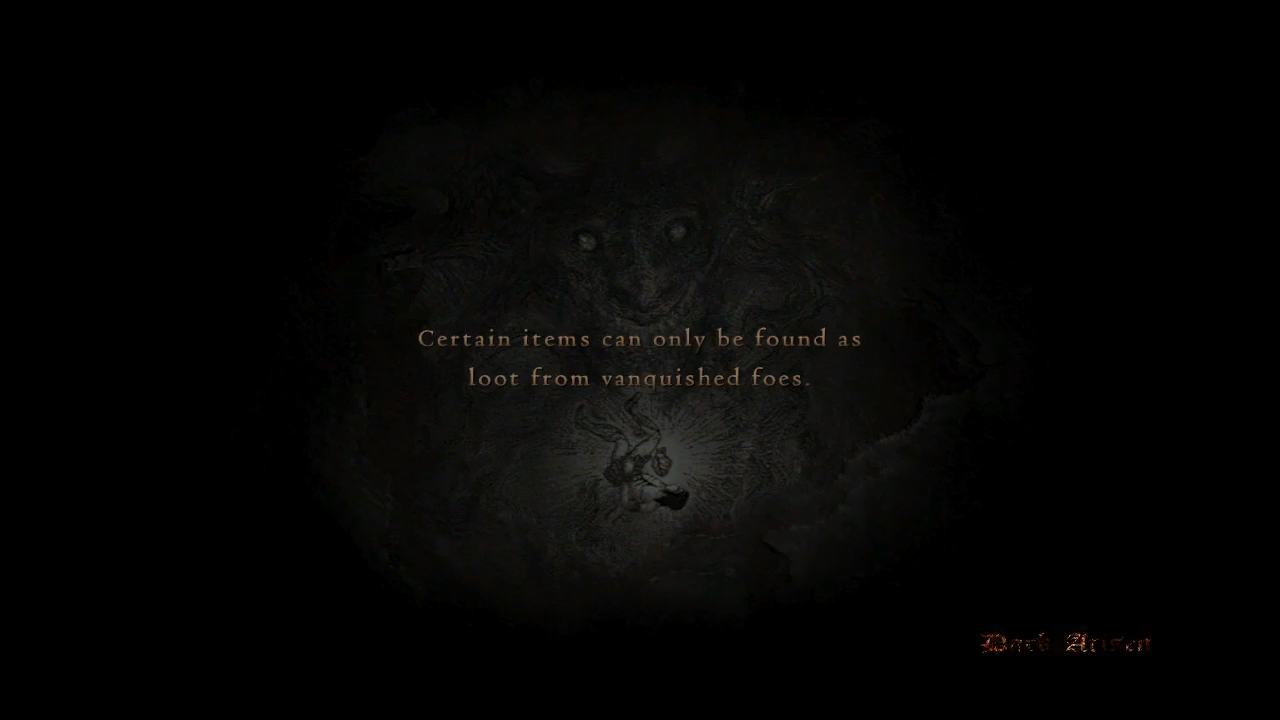 Certain items can only be found as
loot from vanquished foes.
Dark Arisen